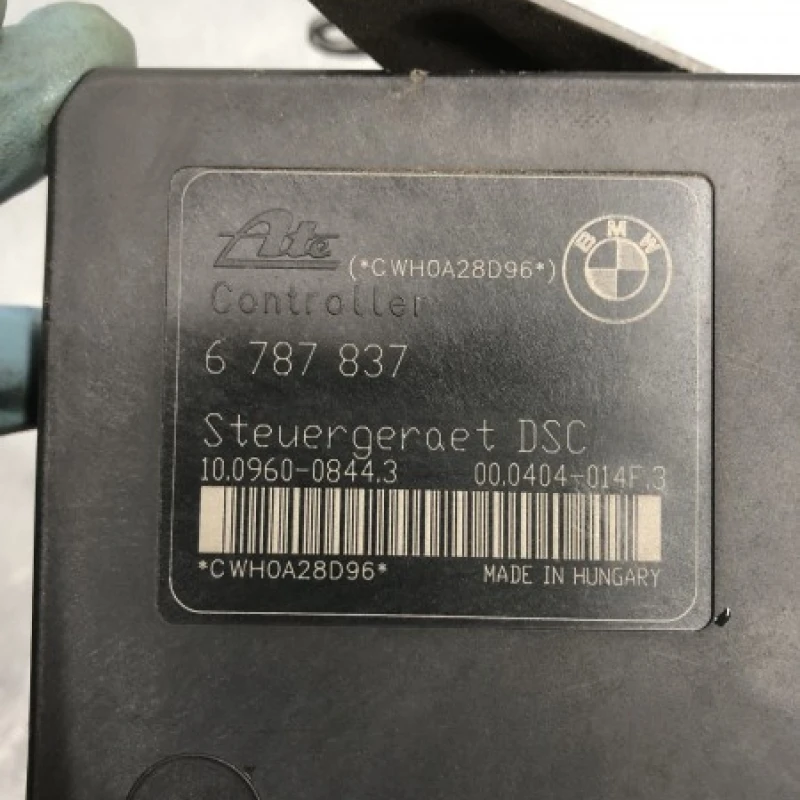 Ate
(*CWH0A28D96*)
BMW
Controller
6 787 837
Steuergeraet DSC
10.0960-0844.3 00.0404-014F.3
*CWH0A28D96* MADE IN HUNGARY